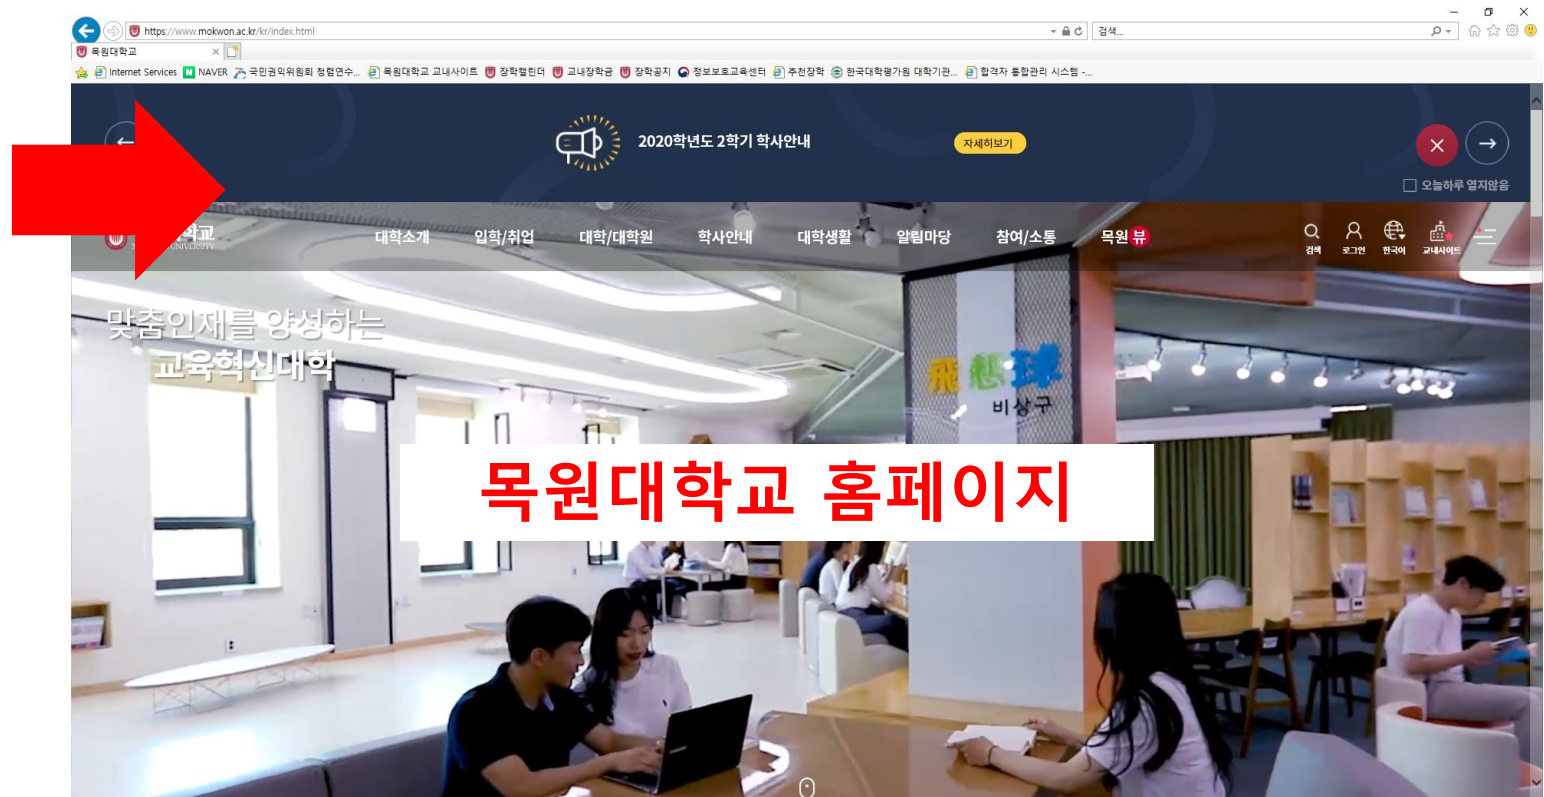 https://www.mokwon.ac.kr/kr/index.html
검색...
목원대학교
Internet Services NAVER 국민권익위원회 청렴연수... 목원대학교 교내사이트 장학캘린더 교내장학금 장학공지 정보보호교육센터 추천장학 한국대학평가원 대학기관... 합격자 통합관리 시스템 -...
2020학년도 2학기 학사안내
자세히보기
오늘하루 열지않음
대학소개 입학/취업 대학/대학원 학사안내 대학생활 알림마당 참여/소통 목원뷰
검색 로그인 한국어 교내사이트
맞춤인재를 양성하는
교육혁신대학
飛想球
비상구
목원대학교 홈페이지
SAMSUNG